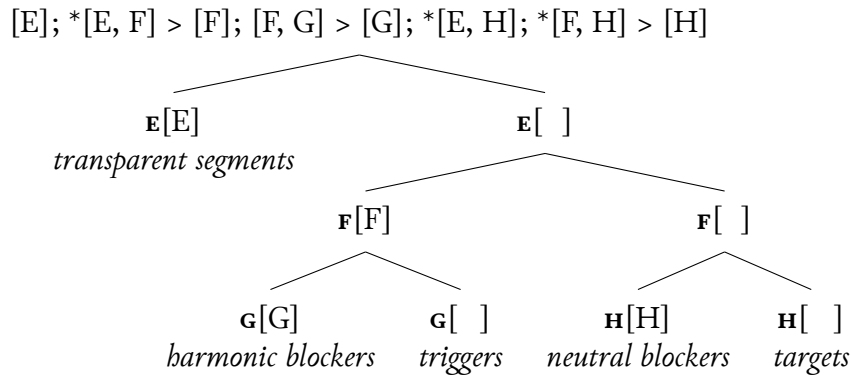 [E]; *[E, F] > [F]; [F, G] > [G]; *[E, H]; *[F, H] > [H]
ᴇ[E] ᴇ[ ]
transparent segments
ꜰ[F] ꜰ[ ]
ɢ[G] ɢ[ ] ʜ[H] ʜ[ ]
harmonic blockers triggers neutral blockers targets